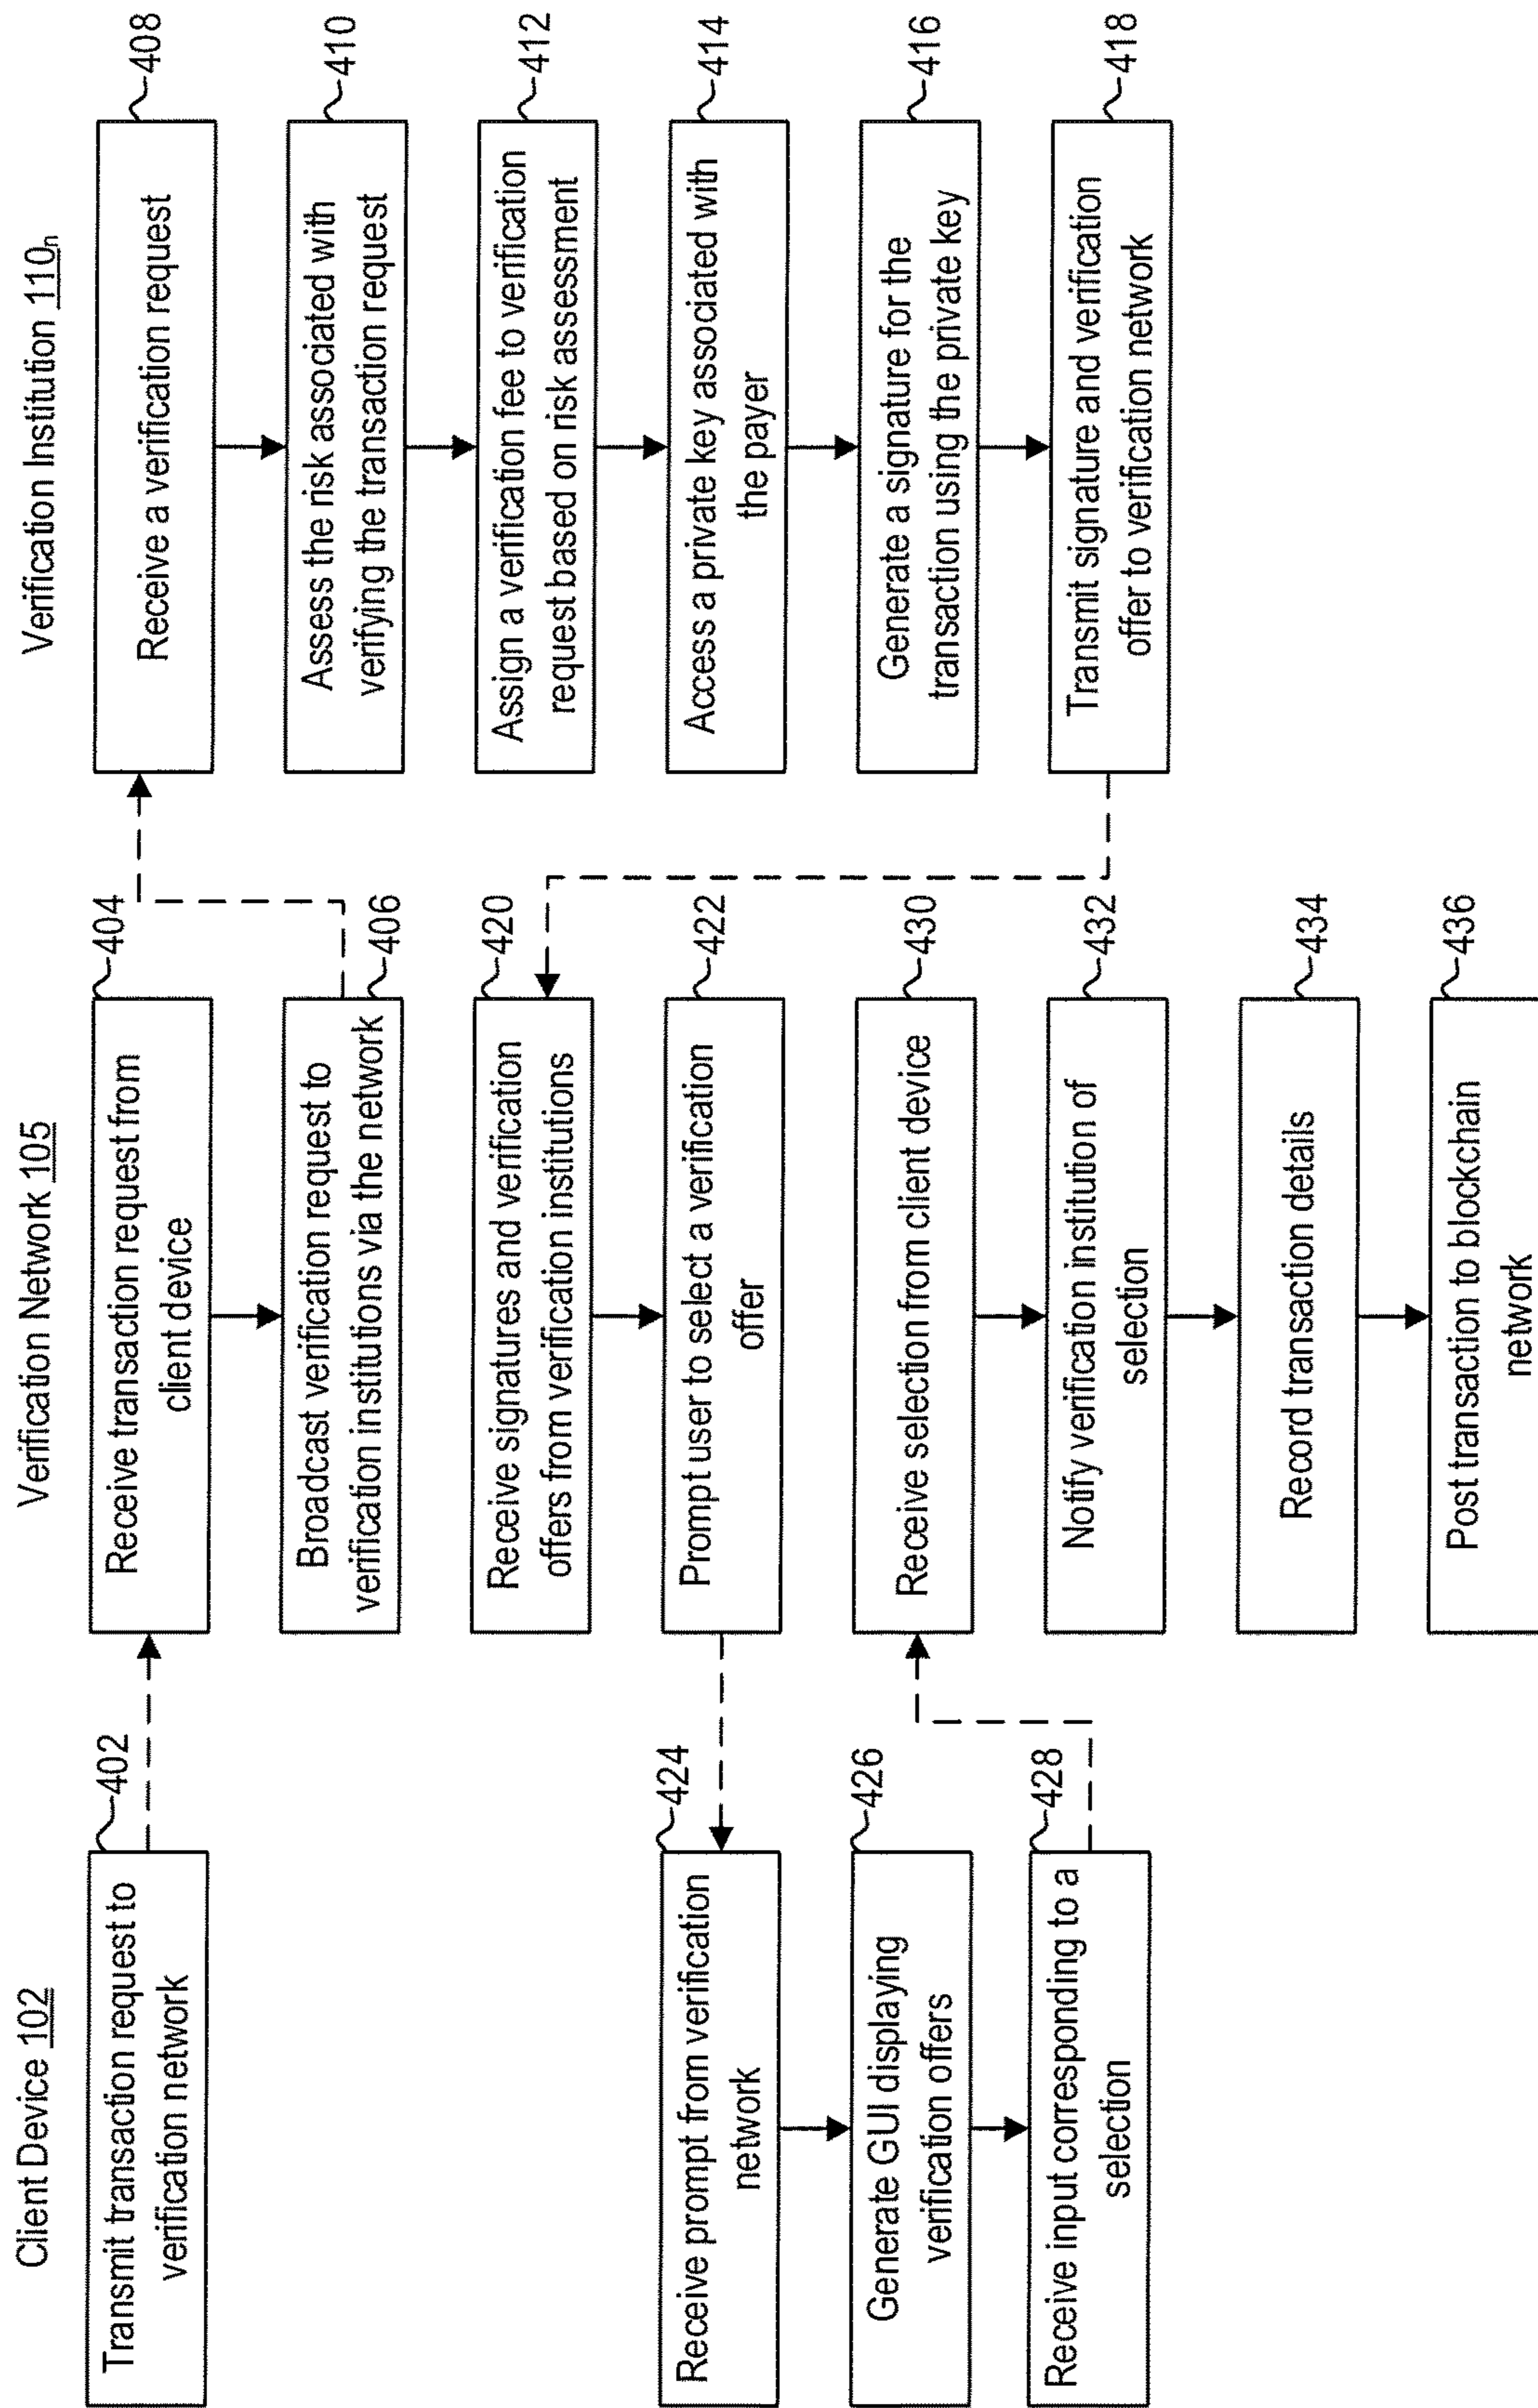 Client Device 102
Transmit transaction request to
verification network
402
Receive prompt from verification
network
424
Generate GUI displaying
verification offers
426
Receive input corresponding to a
selection
428
Verification Network 105
Receive transaction request from
client device
404
Broadcast verification request to
verification institutions via the network
406
Receive signatures and verification
offers from verification institutions
420
Prompt user to select a verification
offer
422
Receive selection from client device
430
Notify verification institution of
selection
432
Record transaction details
434
Post transaction to blockchain
network
436
Verification Institution 110n
Receive a verification request
408
Assess the risk associated with
verifying the transaction request
410
Assign a verification fee to verification
request based on risk assessment
412
Access a private key associated with
the payer
414
Generate a signature for the
transaction using the private key
416
Transmit signature and verification
offer to verification network
418